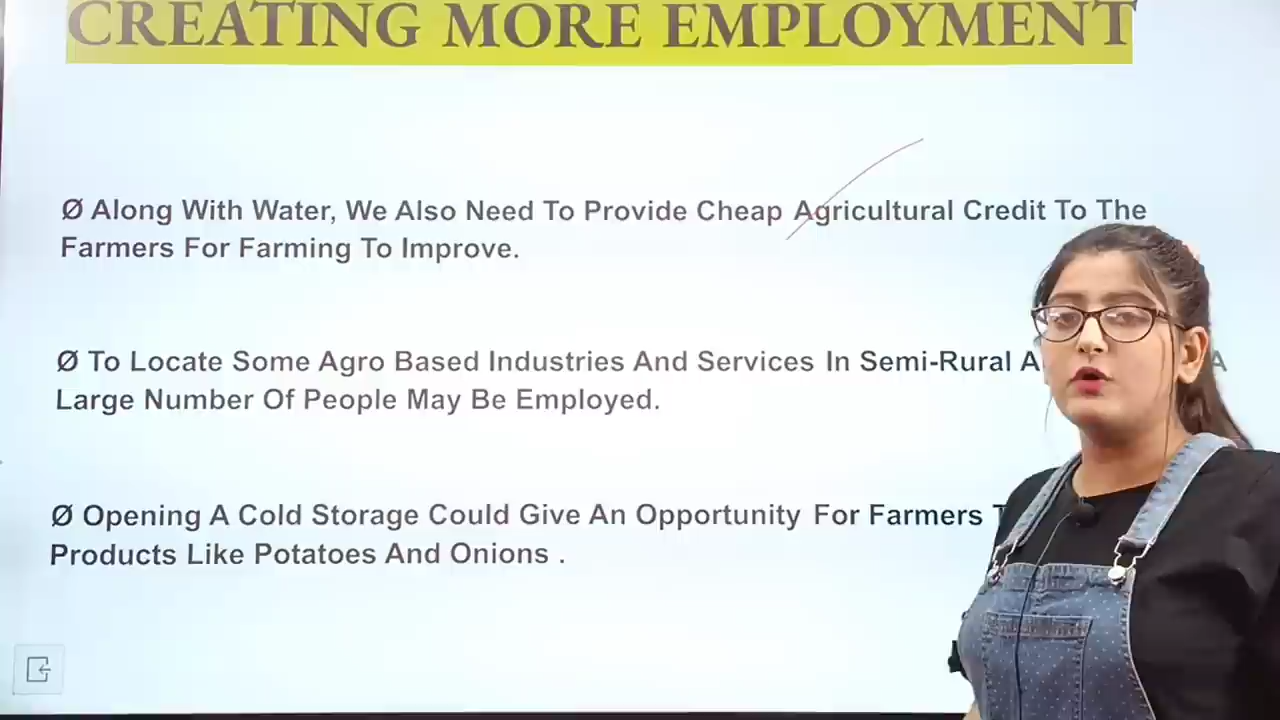 CREATING MORE EMPLOYMENT
Ø Along With Water, We Also Need To Provide Cheap Agricultural Credit To The
Farmers For Farming To Improve.
Ø To Locate Some Agro Based Industries And Services In Semi-Rural A
Large Number Of People May Be Employed.
Ø Opening A Cold Storage Could Give An Opportunity For Farmers
Products Like Potatoes And Onions .